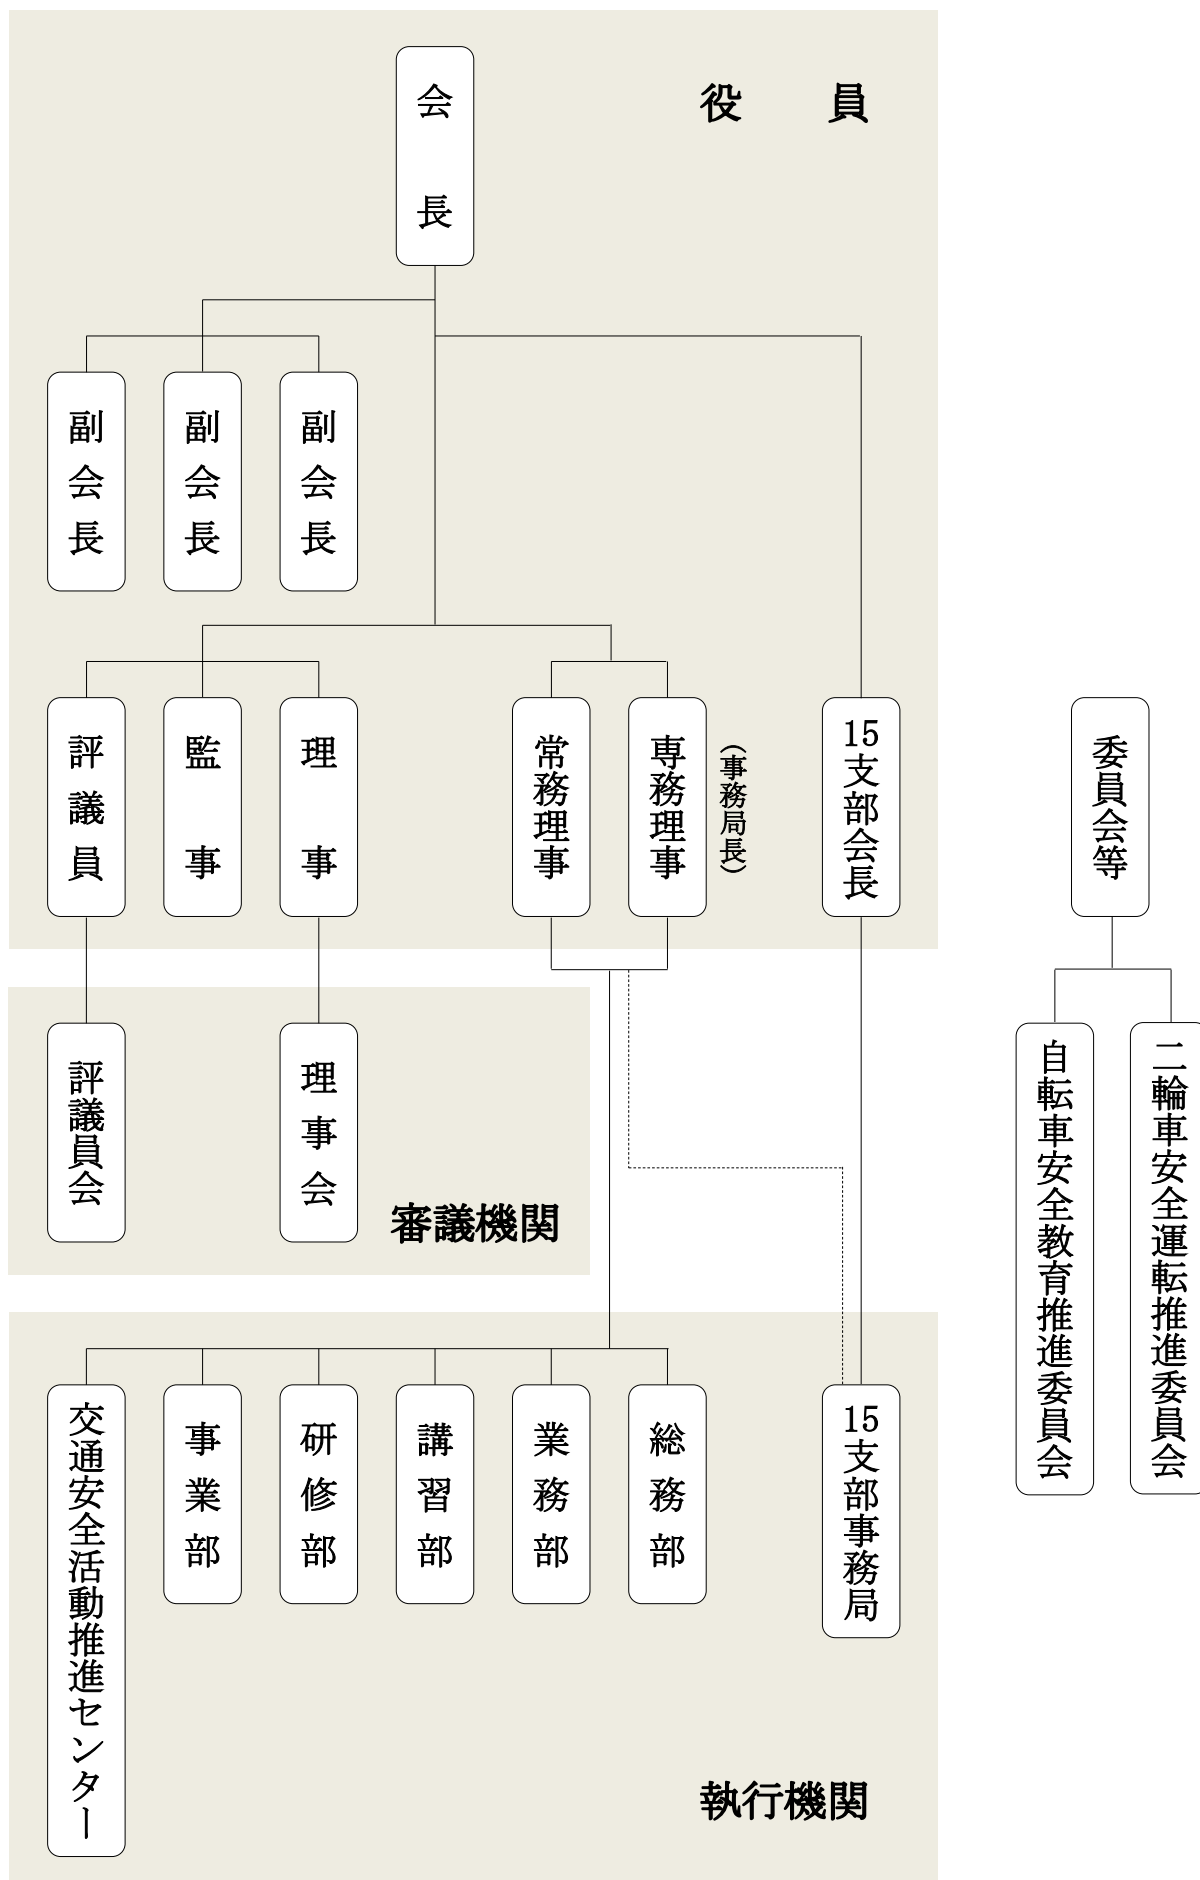 役員
会長
副会長
副会長
副会長
評議員
監事
理事
常務理事
専務理事
（事務局長）
15支部会長
委員会等
評議員会
理事会
審議機関
自転車安全教育推進委員会
二輪車安全運転推進委員会
交通安全活動推進センター
事業部
研修部
講習部
業務部
総務部
15支部事務局
執行機関